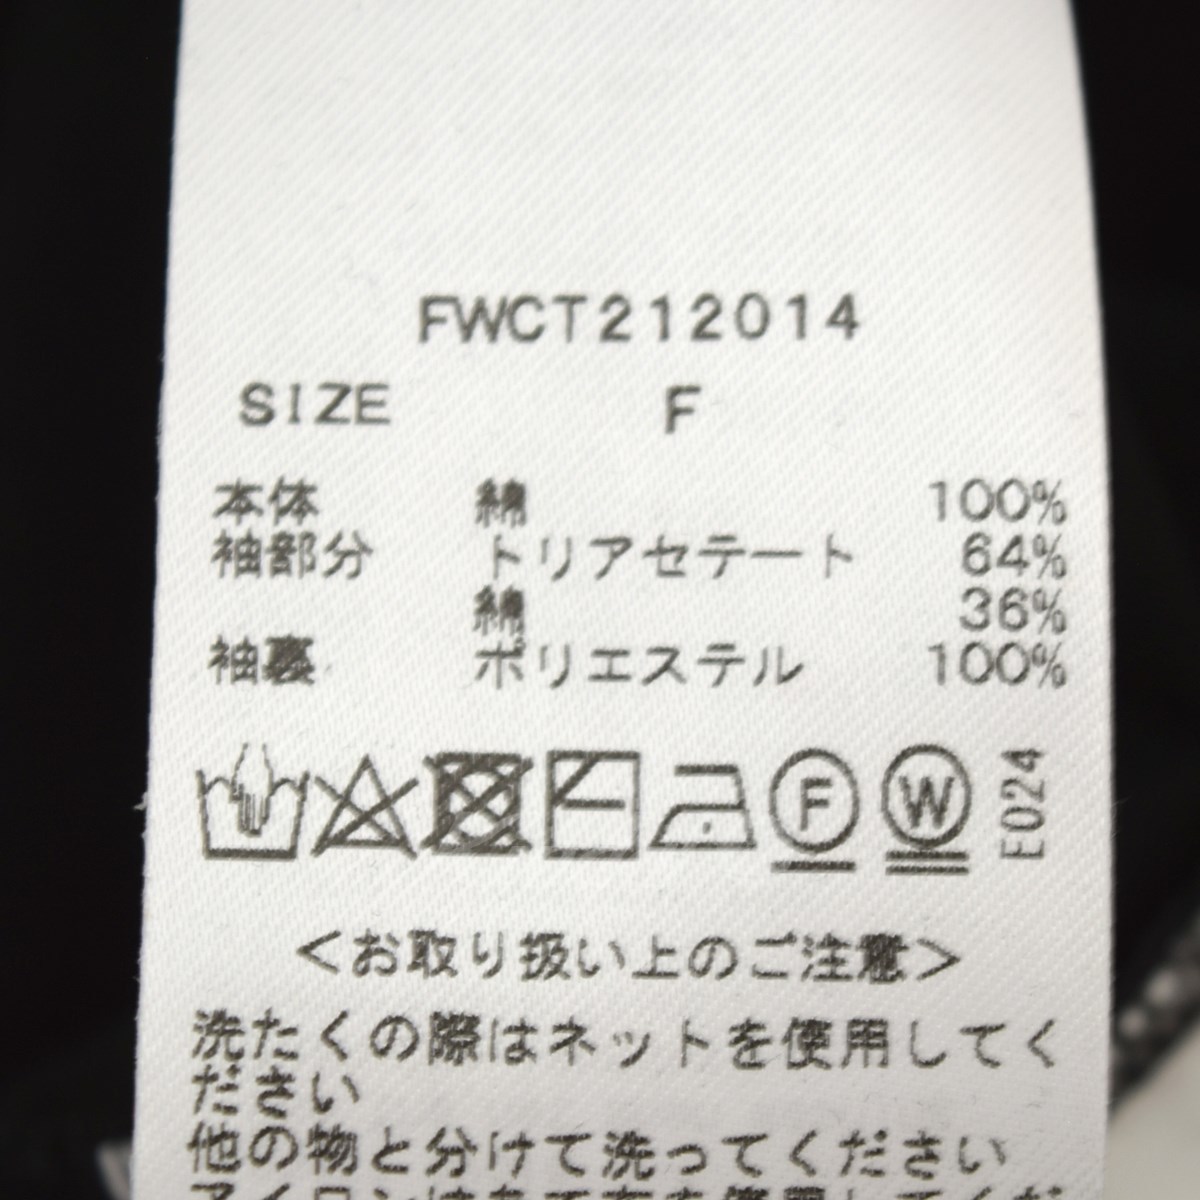 FWCT212014
SIZE F
本体 綿 100%
袖部分 トリアセテート 64%
綿 36%
袖裏 ポリエステル 100%
F W E024
<お取り扱い上のご注意>
洗たくの際はネットを使用してく
ださい
他の物と分けて洗ってください